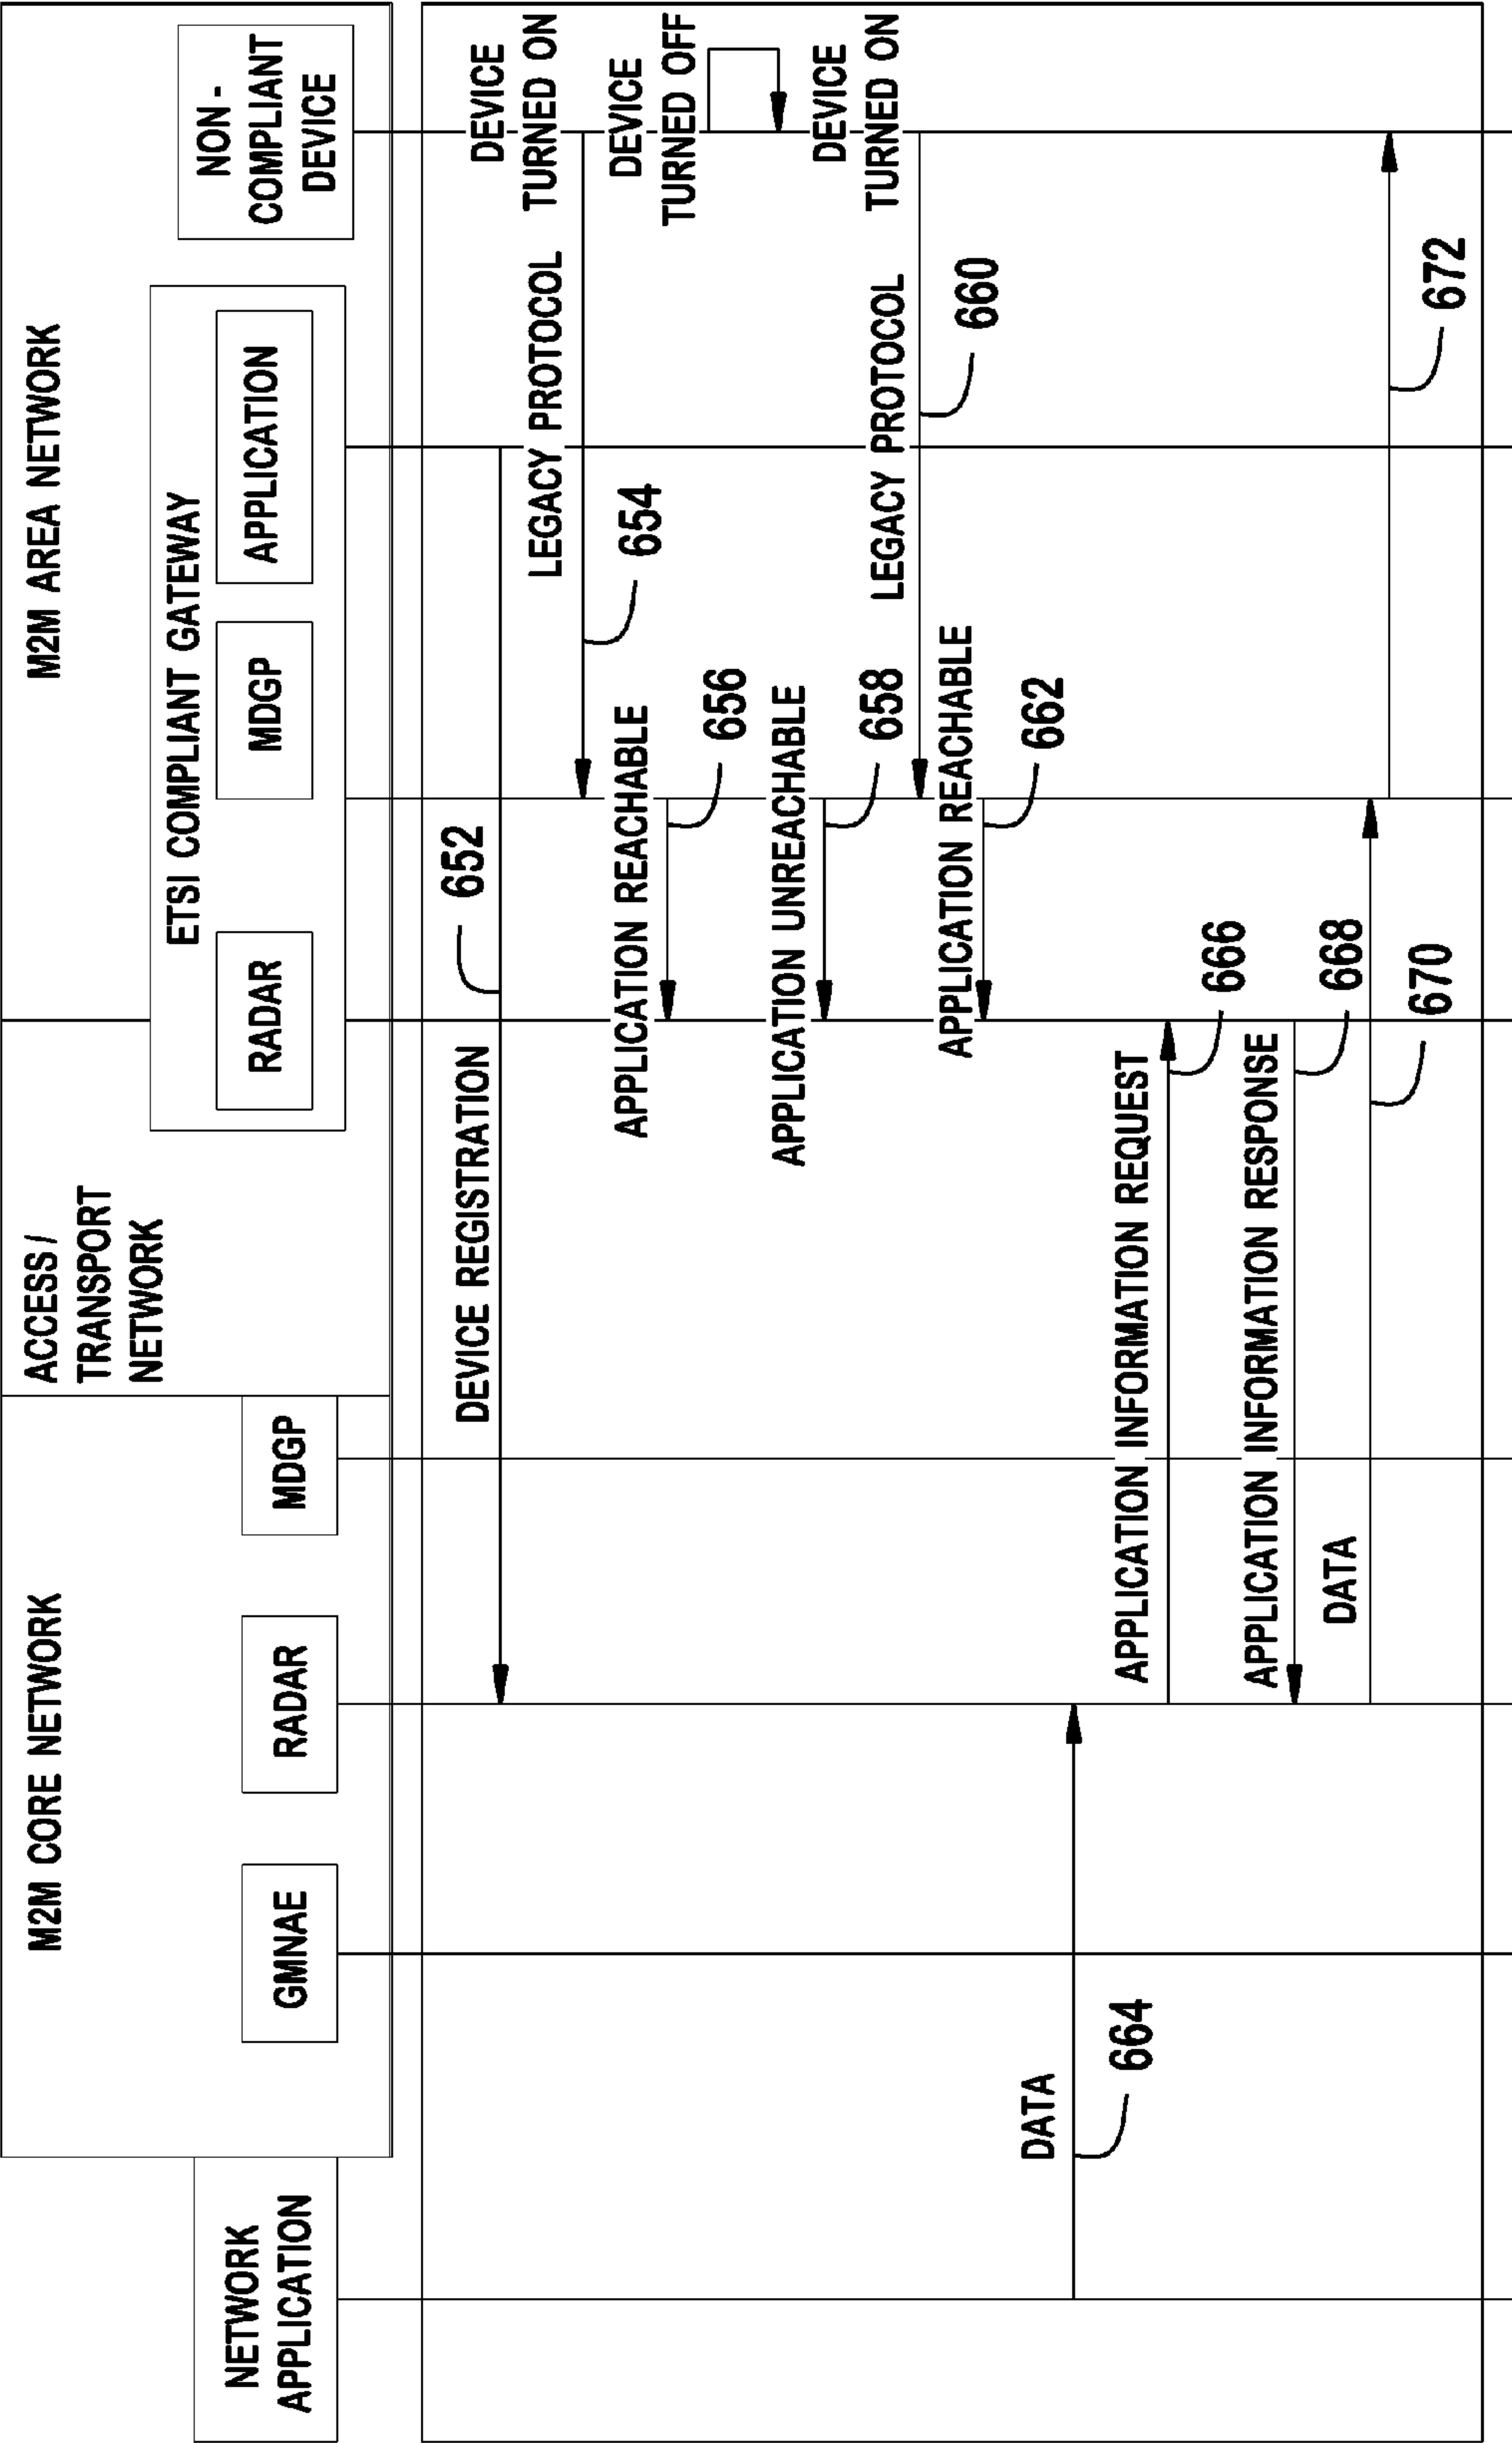 M2M CORE NETWORK
ACCESS /
TRANSPORT
NETWORK
M2M AREA NETWORK
NETWORK
APPLICATION
GMNAE
RADAR
MDGP
ETSI COMPLIANT GATEWAY
RADAR
MDGP
APPLICATION
NON -
COMPLIANT
DEVICE
DEVICE REGISTRATION
652
DEVICE
TURNED ON
LEGACY PROTOCOL
654
DEVICE
TURNED OFF
APPLICATION REACHABLE
656
APPLICATION UNREACHABLE
658
DEVICE
TURNED ON
LEGACY PROTOCOL
660
APPLICATION REACHABLE
662
DATA
664
APPLICATION INFORMATION REQUEST
666
APPLICATION INFORMATION RESPONSE
668
DATA
670
672